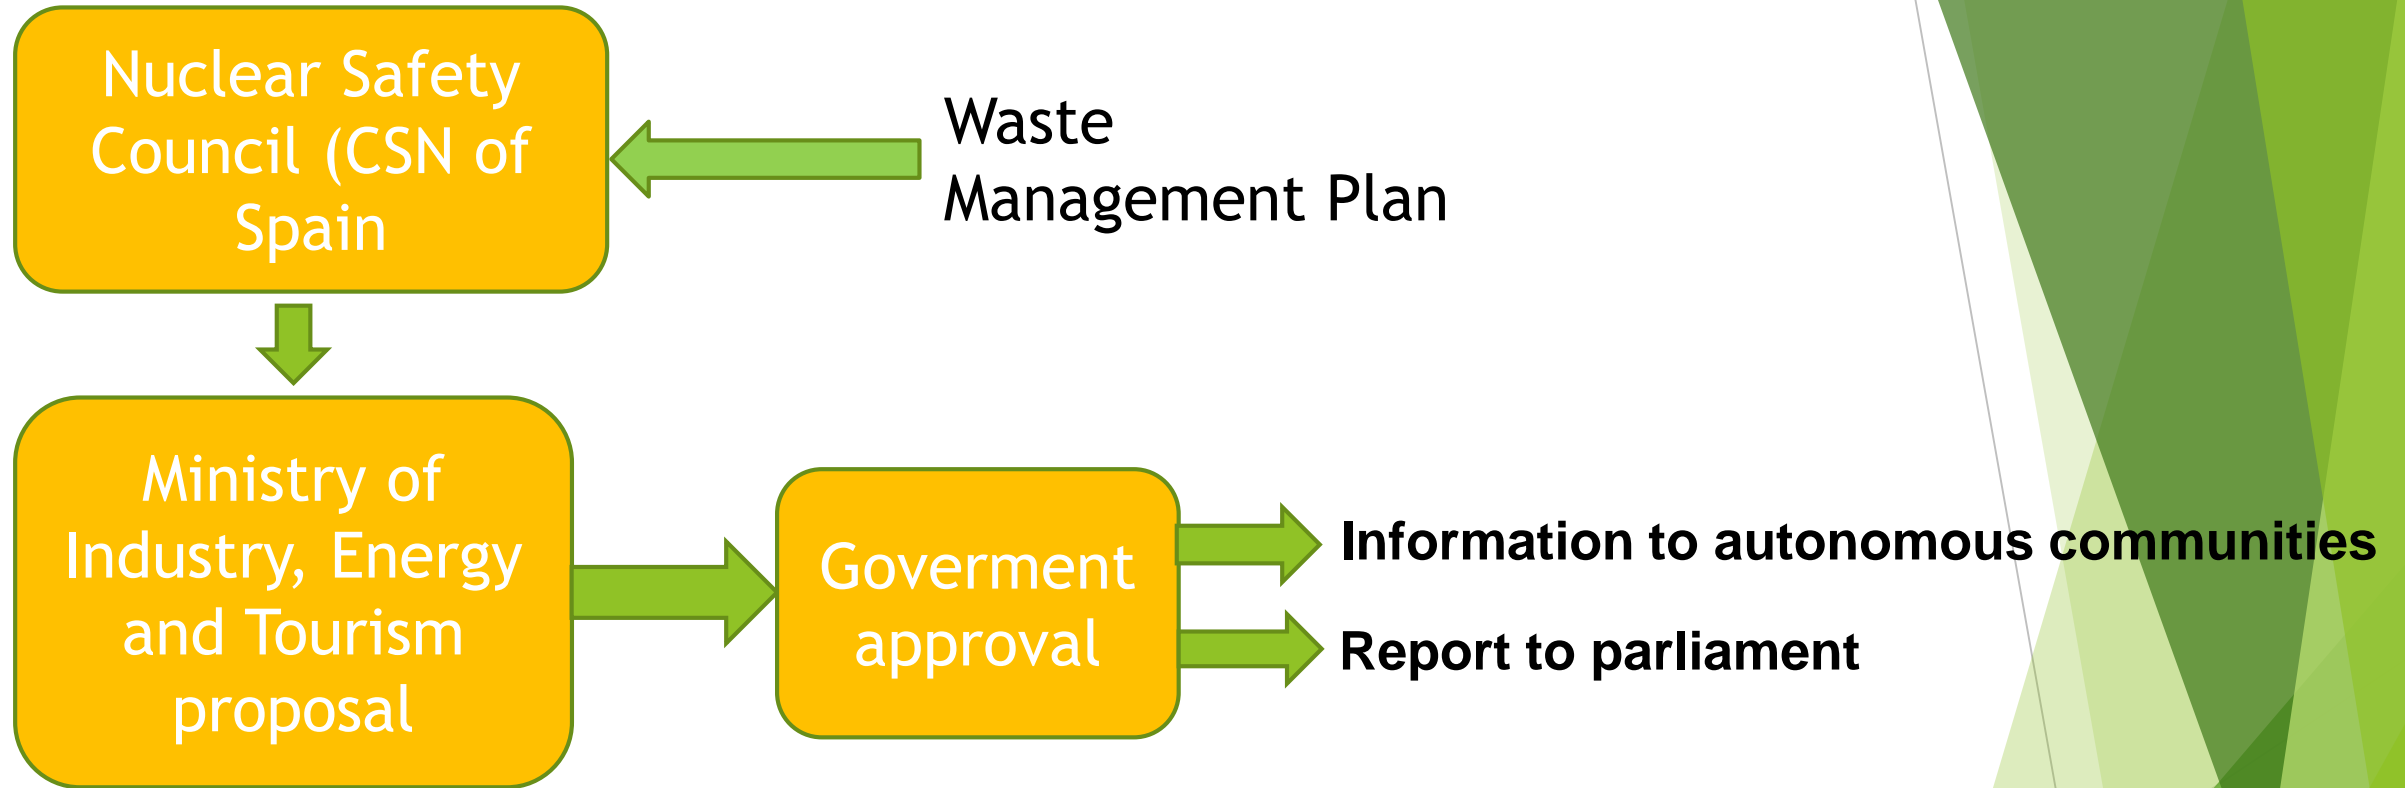 Nuclear Safety
Council (CSN of
Spain
Waste
Management Plan
Ministry of
Industry, Energy
and Tourism
proposal
Goverment
approval
Information to autonomous communities
Report to parliament